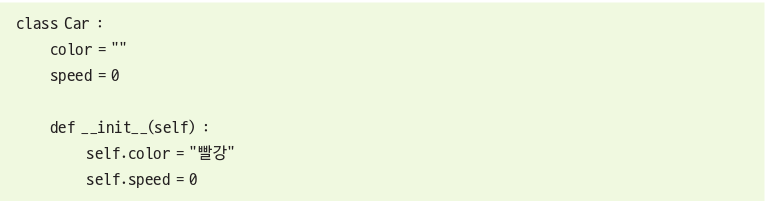 class Car :
    color = ""
    speed = 0

    def __init__(self) :
        self.color = "빨강"
        self.speed = 0